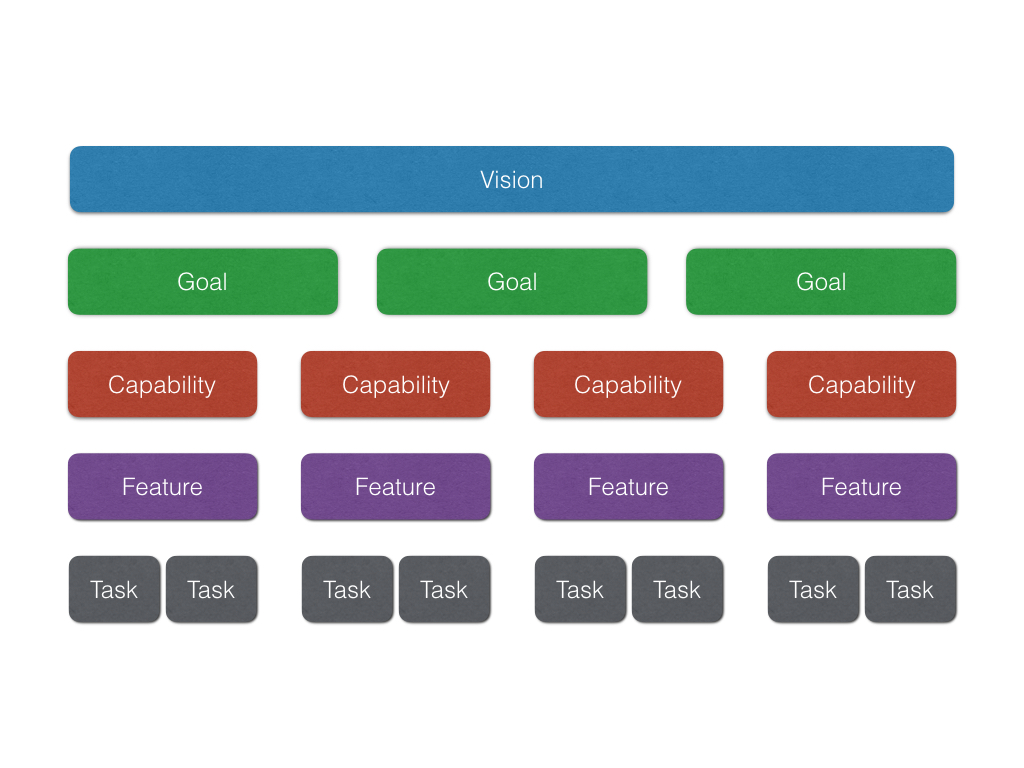 Vision
Goal Goal Goal
Capability Capability Capability Capability
Feature Feature Feature Feature
Task Task Task Task Task Task Task Task